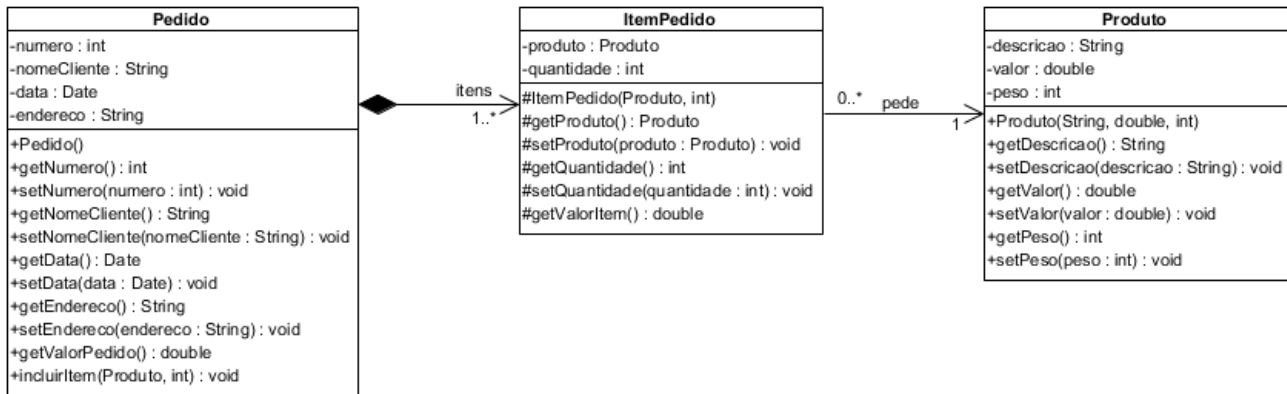 Pedido
-numero : int
-nomeCliente : String
-data : Date
-endereco : String
+Pedido()
+getNumero() : int
+setNumero(numero : int) : void
+getNomeCliente() : String
+setNomeCliente(nomeCliente : String) : void
+getData() : Date
+setData(data : Date) : void
+getEndereco() : String
+setEndereco(endereco : String) : void
+getValorPedido() : double
+incluirItem(Produto, int) : void
itens
1..*
ItemPedido
-produto : Produto
-quantidade : int
#ItemPedido(Produto, int)
#getProduto() : Produto
#setProduto(produto : Produto) : void
#getQuantidade() : int
#setQuantidade(quantidade : int) : void
#getValorItem() : double
0..*
pede
1
Produto
-descricao : String
-valor : double
-peso : int
+Produto(String, double, int)
+getDescricao() : String
+setDescricao(descricao : String) : void
+getValor() : double
+setValor(valor : double) : void
+getPeso() : int
+setPeso(peso : int) : void